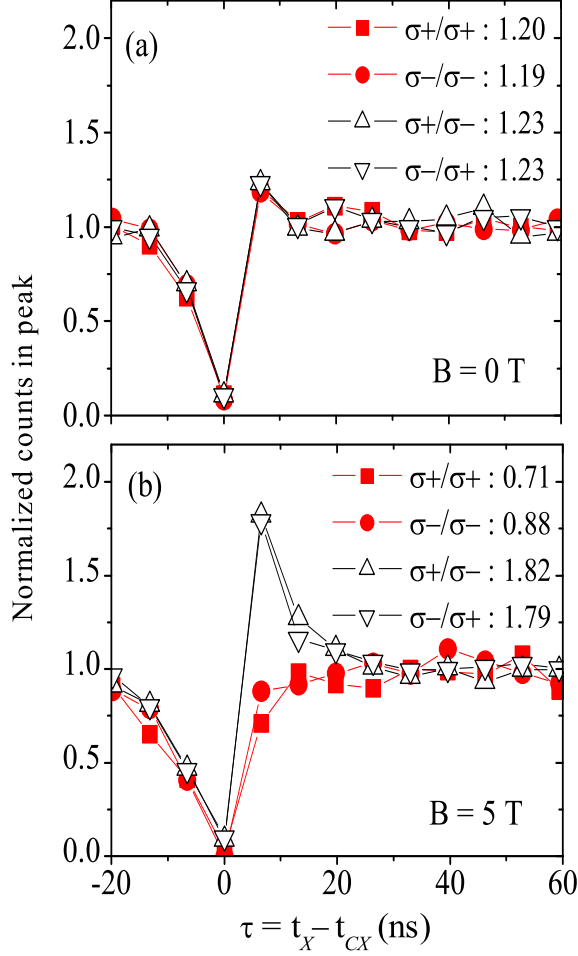 Normalized counts in peak
(a)
2.0
1.5
1.0
0.5
0.0
σ+/σ+ : 1.20
σ−/σ− : 1.19
σ+/σ− : 1.23
σ−/σ+ : 1.23
B = 0 T
(b)
2.0
1.5
1.0
0.5
0.0
σ+/σ+ : 0.71
σ−/σ− : 0.88
σ+/σ− : 1.82
σ−/σ+ : 1.79
B = 5 T
-20 0 20 40 60
τ = tX− tCX (ns)